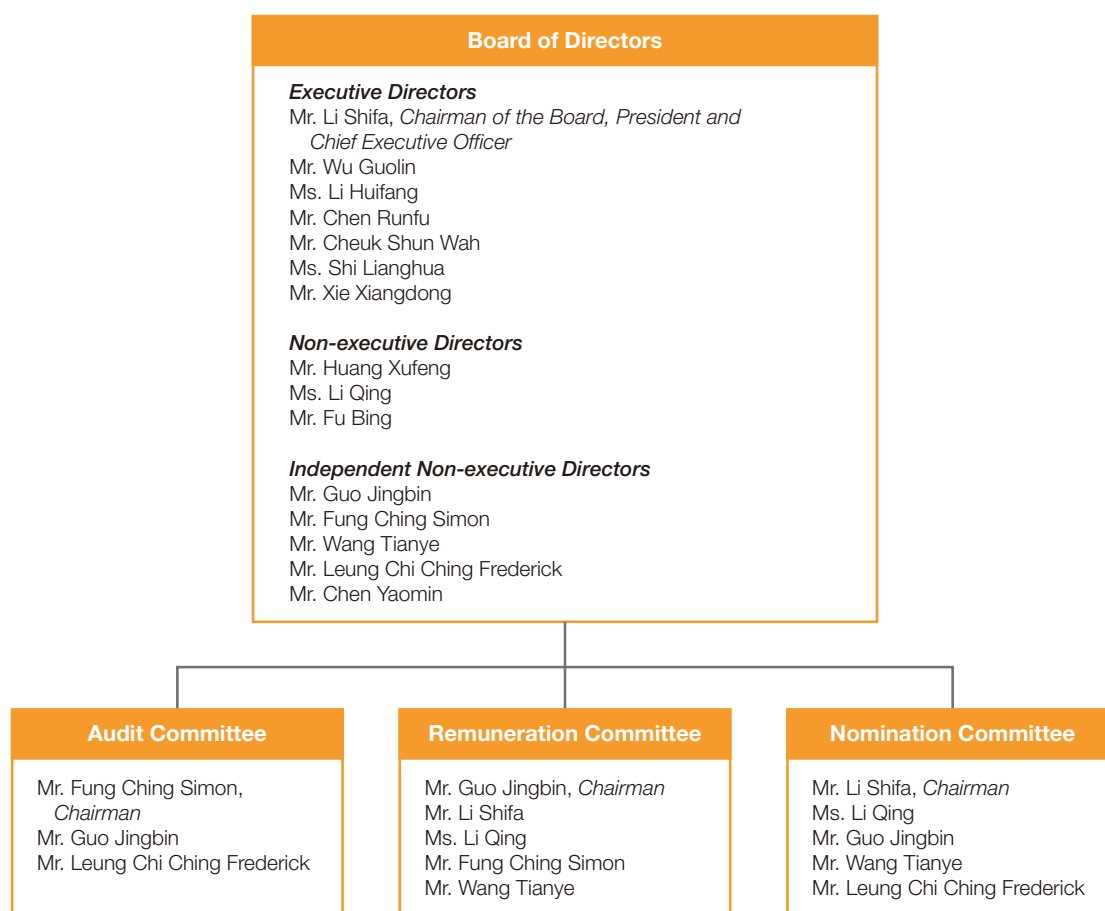 Board of Directors
Executive Directors
Mr. Li Shifa, Chairman of the Board, President and
Chief Executive Officer
Mr. Wu Guolin
Ms. Li Huifang
Mr. Chen Runfu
Mr. Cheuk Shun Wah
Ms. Shi Lianghua
Mr. Xie Xiangdong
Non-executive Directors
Mr. Huang Xufeng
Ms. Li Qing
Mr. Fu Bing
Independent Non-executive Directors
Mr. Guo Jingbin
Mr. Fung Ching Simon
Mr. Wang Tianye
Mr. Leung Chi Ching Frederick
Mr. Chen Yaomin
Audit Committee
Mr. Fung Ching Simon,
Chairman
Mr. Guo Jingbin
Mr. Leung Chi Ching Frederick
Remuneration Committee
Mr. Guo Jingbin, Chairman
Mr. Li Shifa
Ms. Li Qing
Mr. Fung Ching Simon
Mr. Wang Tianye
Nomination Committee
Mr. Li Shifa, Chairman
Ms. Li Qing
Mr. Guo Jingbin
Mr. Wang Tianye
Mr. Leung Chi Ching Frederick